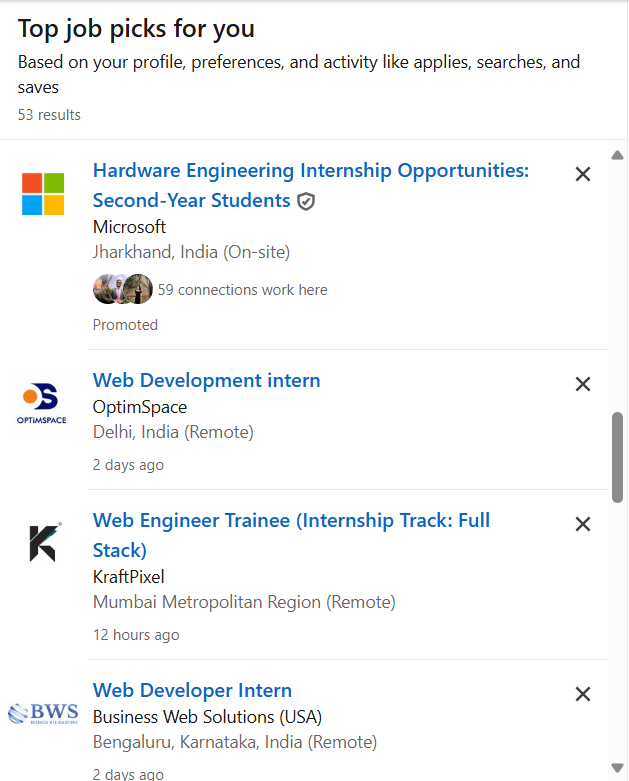 Top job picks for you
Based on your profile, preferences, and activity like applies, searches, and
saves
53 results
Hardware Engineering Internship Opportunities:
Second-Year Students
Microsoft
Jharkhand, India (On-site)
59 connections work here
Promoted
OPTIMSPACE
Web Development intern
OptimSpace
Delhi, India (Remote)
2 days ago
Web Engineer Trainee (Internship Track: Full
Stack)
KraftPixel
Mumbai Metropolitan Region (Remote)
12 hours ago
BWS
BUSINESS WEB SOLUTIONS
Web Developer Intern
Business Web Solutions (USA)
Bengaluru, Karnataka, India (Remote)
2 days ago